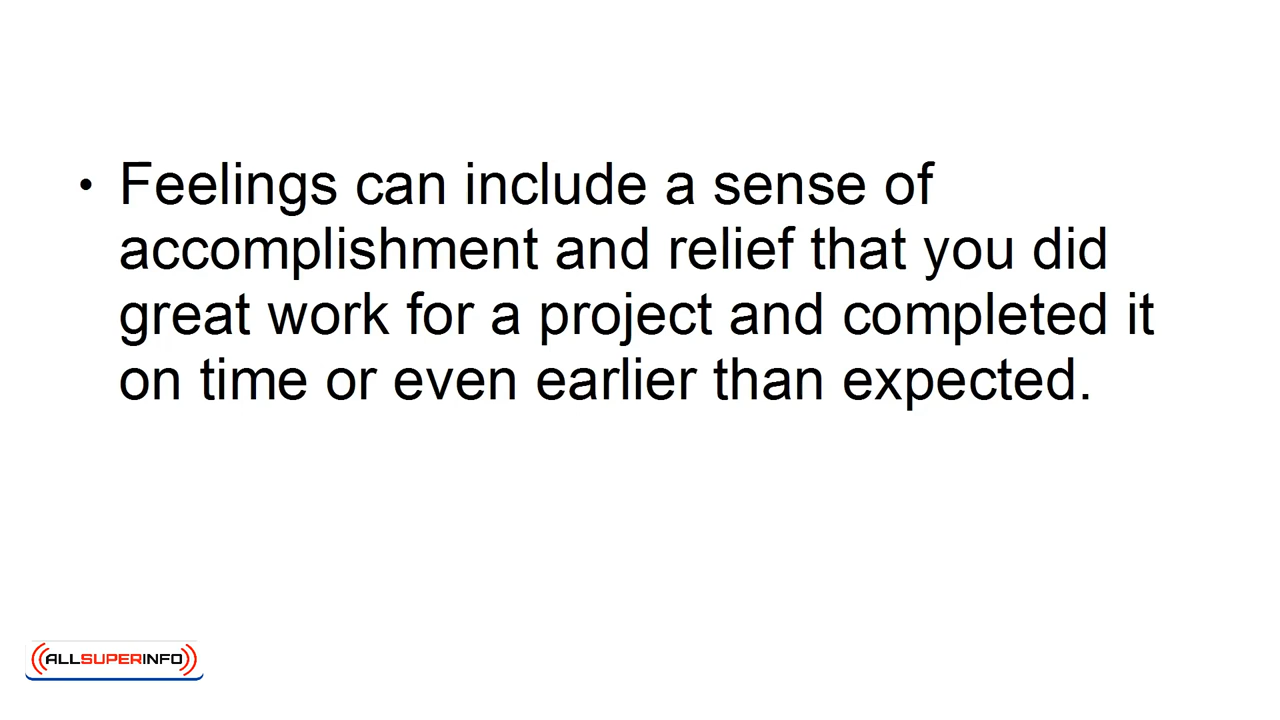 • Feelings can include a sense of
accomplishment and relief that you did
great work for a project and completed it
on time or even earlier than expected.
ALLSUPERINFO